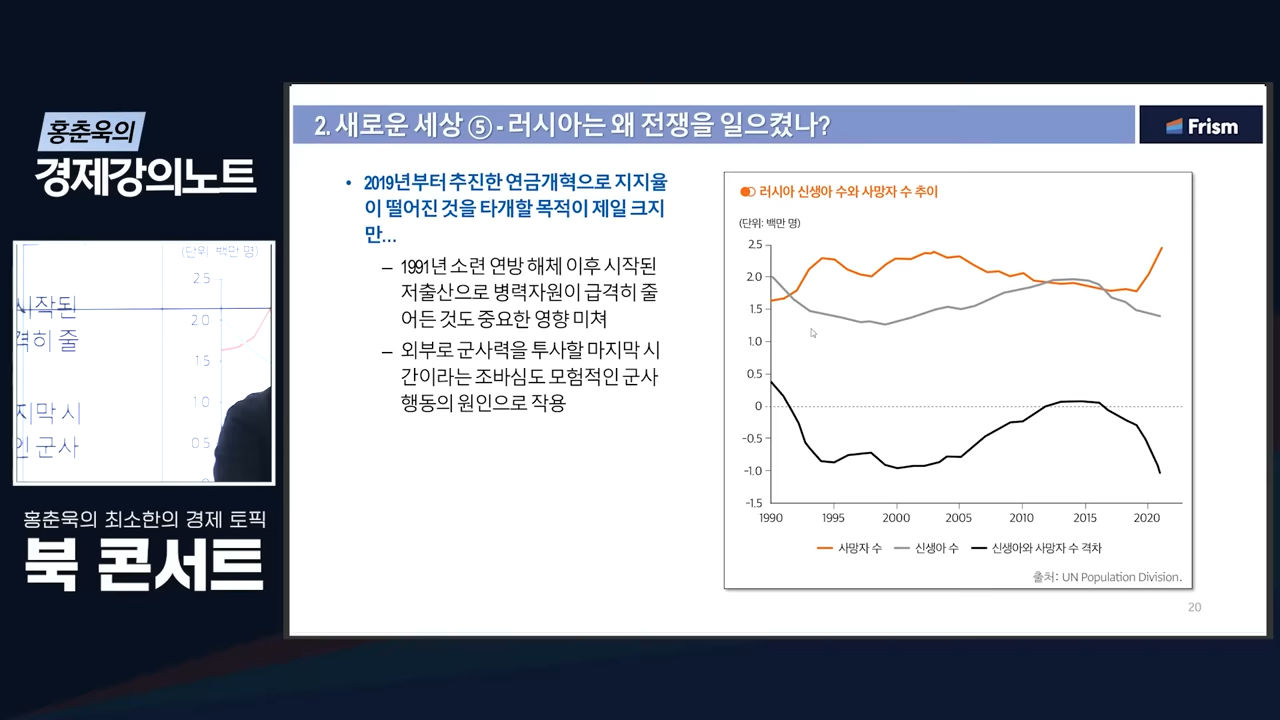 홍춘욱의
경제강의노트
(단위 백만 명)
시작된
격히 줄
지막 시
인 군사
2.5
2.0
1.5
1.0
0.5
홍춘욱의 최소한의 경제 토픽
북 콘서트
2. 새로운 세상 ⑤ - 러시아는 왜 전쟁을 일으켰나?
Frism
• 2019년부터 추진한 연금개혁으로 지지율
이 떨어진 것을 타개할 목적이 제일 크지
만...
– 1991년 소련 연방 해체 이후 시작된
저출산으로 병력자원이 급격히 줄
어든 것도 중요한 영향 미쳐
– 외부로 군사력을 투사할 마지막 시
간이라는 조바심도 모험적인 군사
행동의 원인으로 작용
러시아 신생아 수와 사망자 수 추이
(단위: 백만 명)
2.5
2.0
1.5
1.0
0.5
0
-0.5
-1.0
-1.5
1990 1995 2000 2005 2010 2015 2020
사망자 수 신생아 수 신생아와 사망자 수 격차
출처: UN Population Division.
20